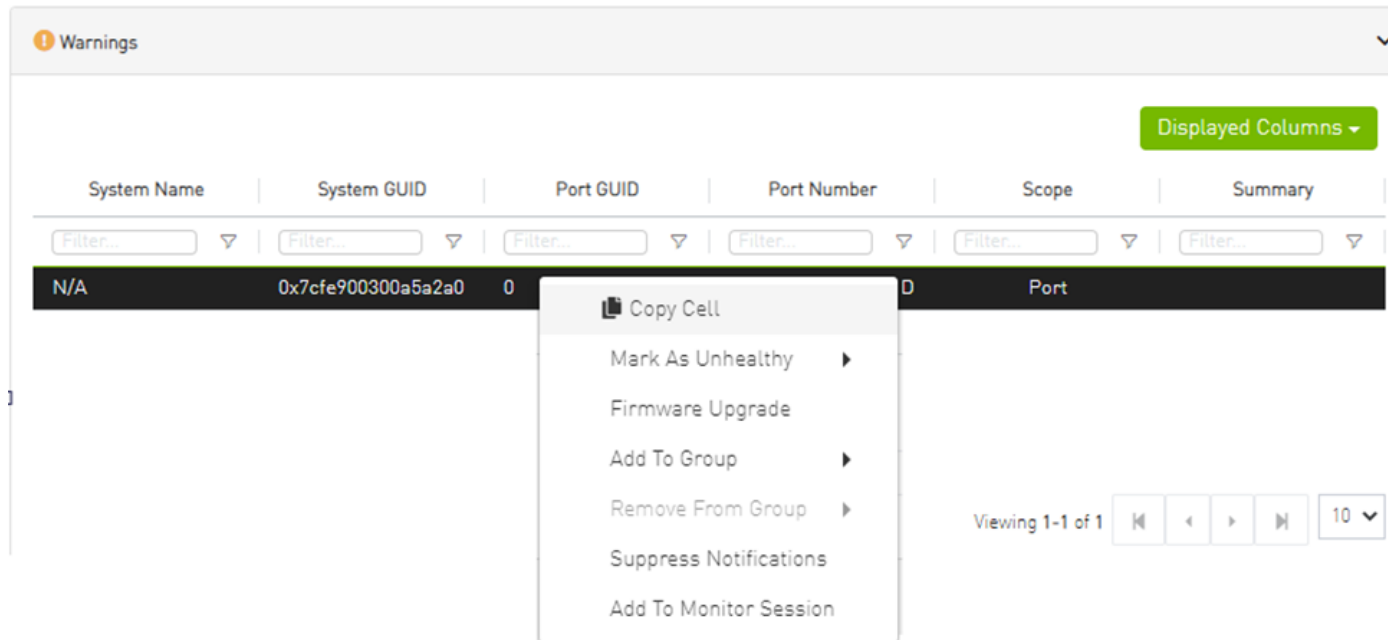 Warnings
Displayed Columns
System Name System GUID Port GUID Port Number Scope Summary
Filter... Filter... Filter... Filter... Filter... Filter...
N/A 0x7cfe900300a5a2a0 0 D Port
Copy Cell
Mark As Unhealthy
Firmware Upgrade
Add To Group
Remove From Group
Viewing 1-1 of 1 10
Suppress Notifications
Add To Monitor Session